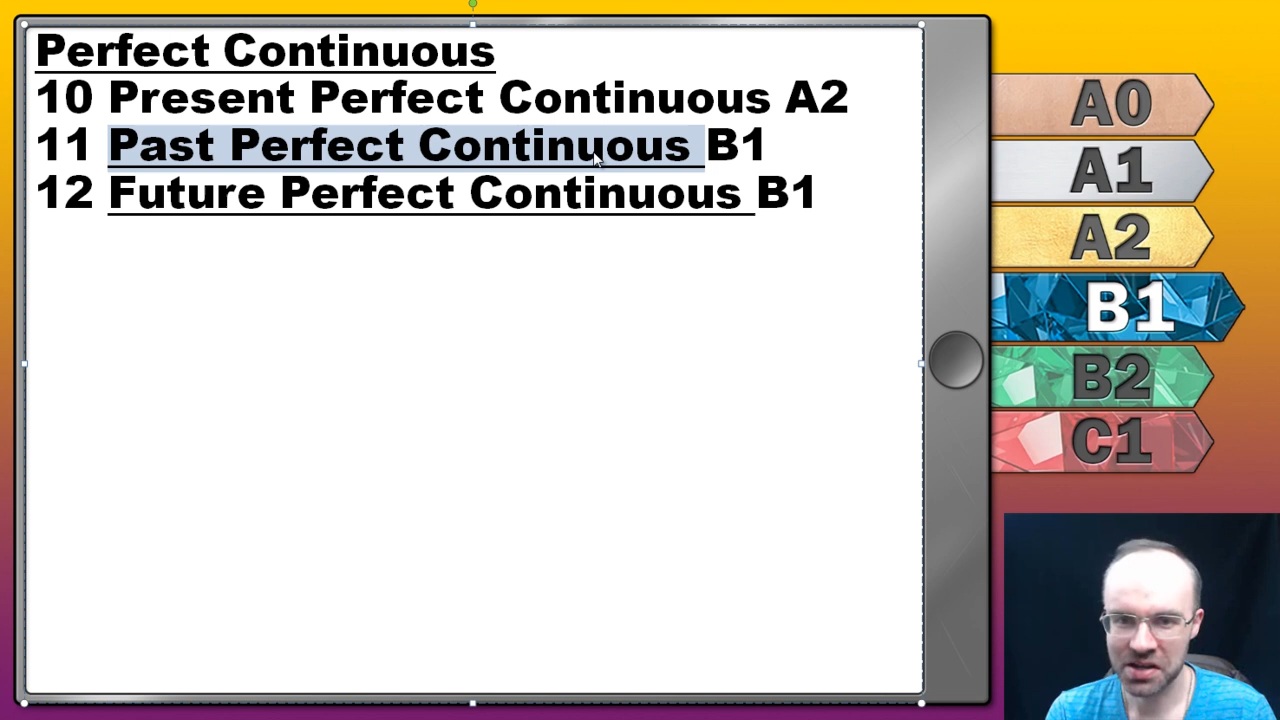 Perfect Continuous
10 Present Perfect Continuous A2
11 Past Perfect Continuous B1
12 Future Perfect Continuous B1
A0
A1
A2
B1
B2
C1